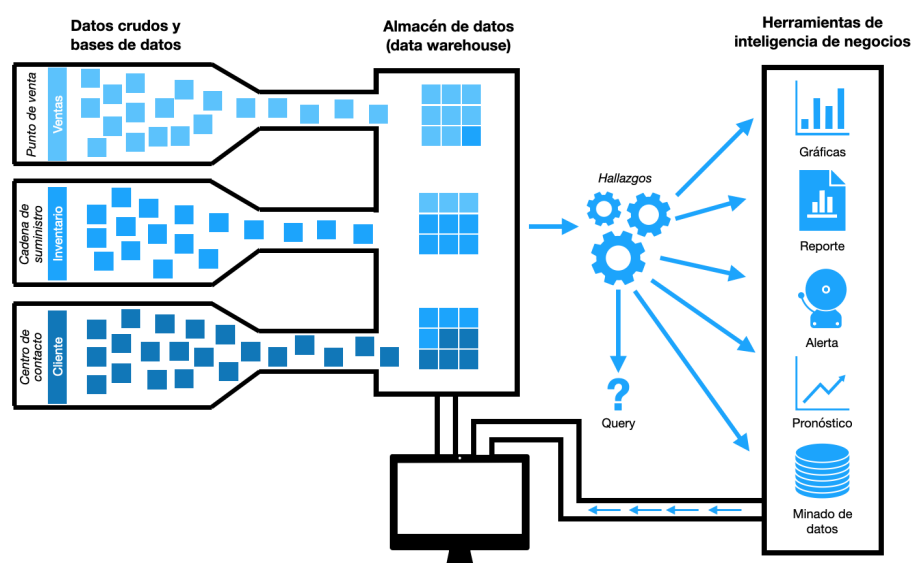 Datos crudos y
bases de datos
Almacén de datos
(data warehouse)
Herramientas de
inteligencia de negocios
Punto de venta
Ventas
Cadena de
suministro
Inventario
Centro de
contacto
Cliente
Hallazgos
Query
Gráficas
Reporte
Alerta
Pronóstico
Minado de
datos